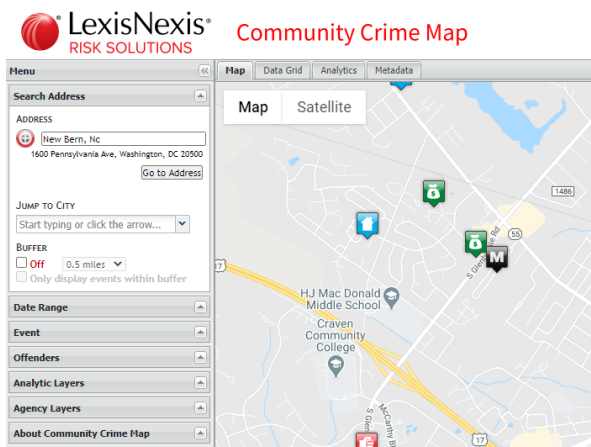 LexisNexis®
RISK SOLUTIONS
Community Crime Map
Menu
Map
Data Grid
Analytics
Metadata
Search Address
ADDRESS
New Bern, Nc
1600 Pennsylvania Ave, Washington, DC 20500
Go to Address
JUMP TO CITY
Start typing or click the arrow...
BUFFER
Off
0.5 miles
Only display events within buffer
Date Range
Event
Offenders
Analytic Layers
Agency Layers
About Community Crime Map
Map
Satellite
1486
55
M
17
HJ Mac Donald
Middle School
Craven
Community
College
S Glen
McCarthy B
17